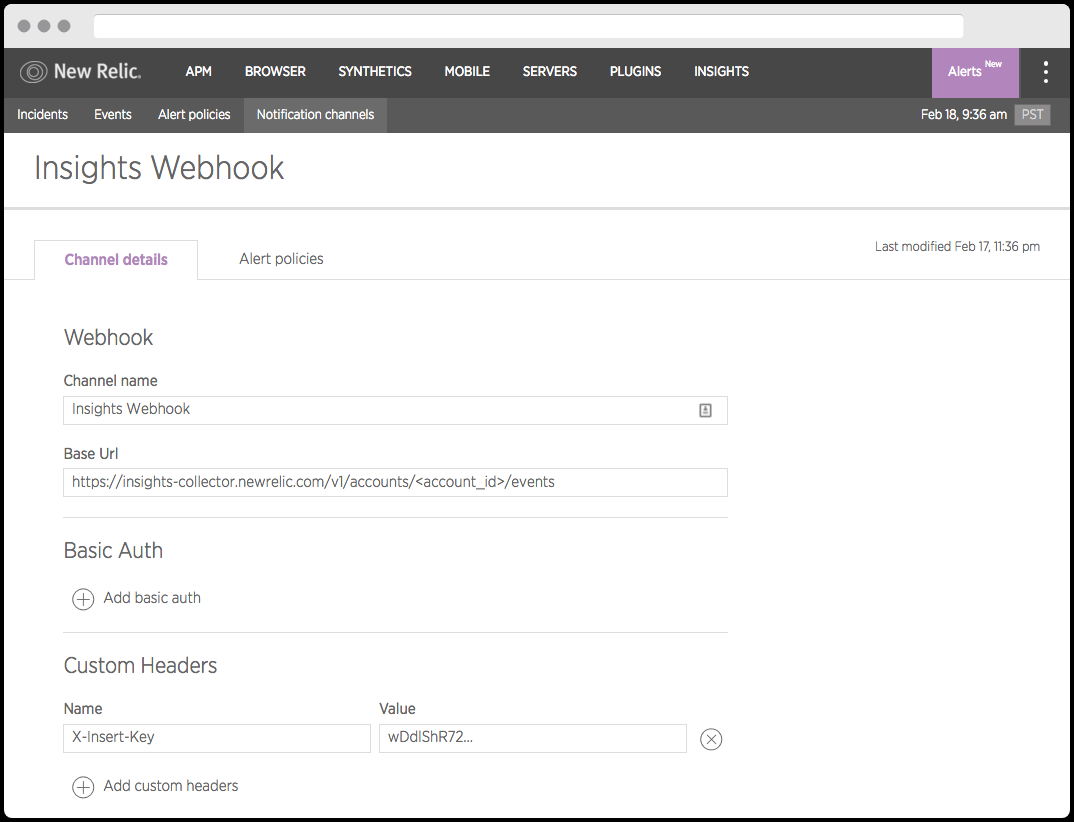 New Relic. APM BROWSER SYNTHETICS MOBILE SERVERS PLUGINS INSIGHTS Alerts New
Incidents Events Alert policies Notification channels Feb 18, 9:36 am PST
Insights Webhook
Channel details Alert policies Last modified Feb 17, 11:36 pm
Webhook
Channel name
Insights Webhook
Base Url
https://insights-collector.newrelic.com/v1/accounts/<account_id>/events
Basic Auth
Add basic auth
Custom Headers
Name Value
X-Insert-Key wDdIShR72...
Add custom headers